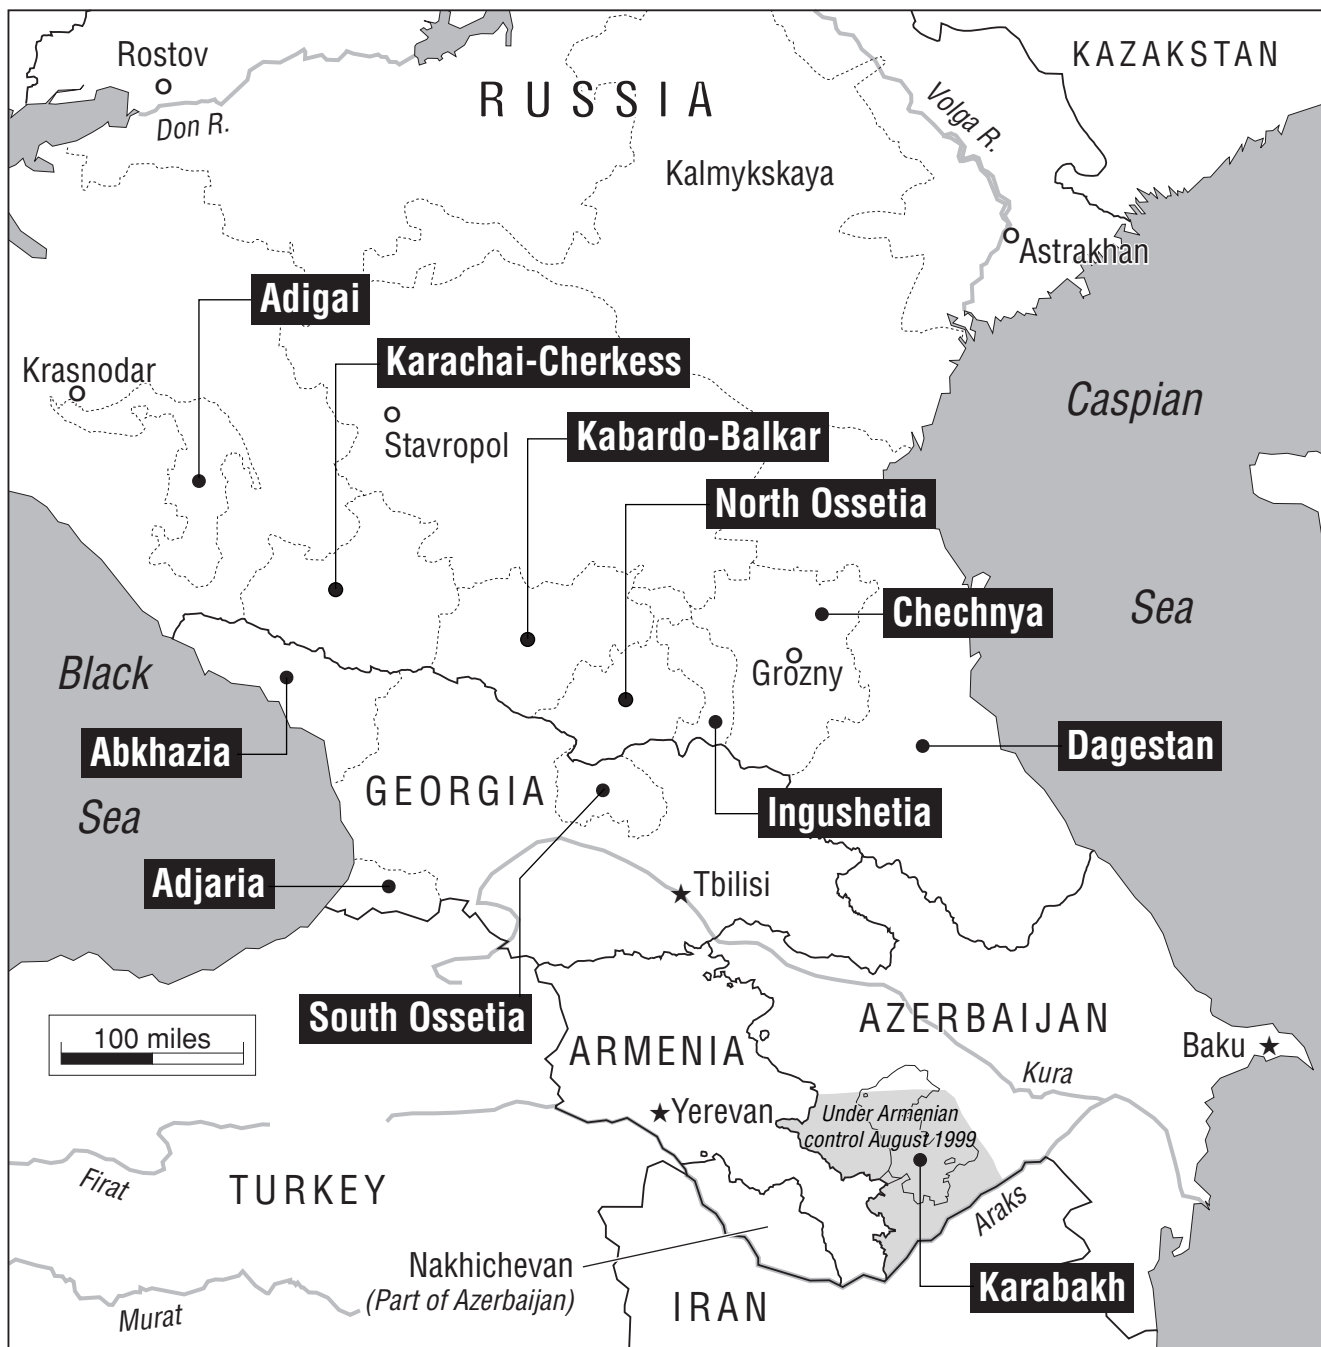 Rostov
Don R.
RUSSIA
Volga R.
KAZAKSTAN
Kalmykskaya
Astrakhan
Adigai
Krasnodar
Karachai-Cherkess
Stavropol
Kabardo-Balkar
Caspian
Sea
North Ossetia
Chechnya
Grozny
Black
Sea
Abkhazia
Dagestan
GEORGIA
Ingushetia
Adjaria
Tbilisi
South Ossetia
100 miles
ARMENIA
AZERBAIJAN
Baku
Kura
Yerevan
Under Armenian
control August 1999
Firat
TURKEY
Araks
Nakhichevan
(Part of Azerbaijan)
Karabakh
IRAN
Murat